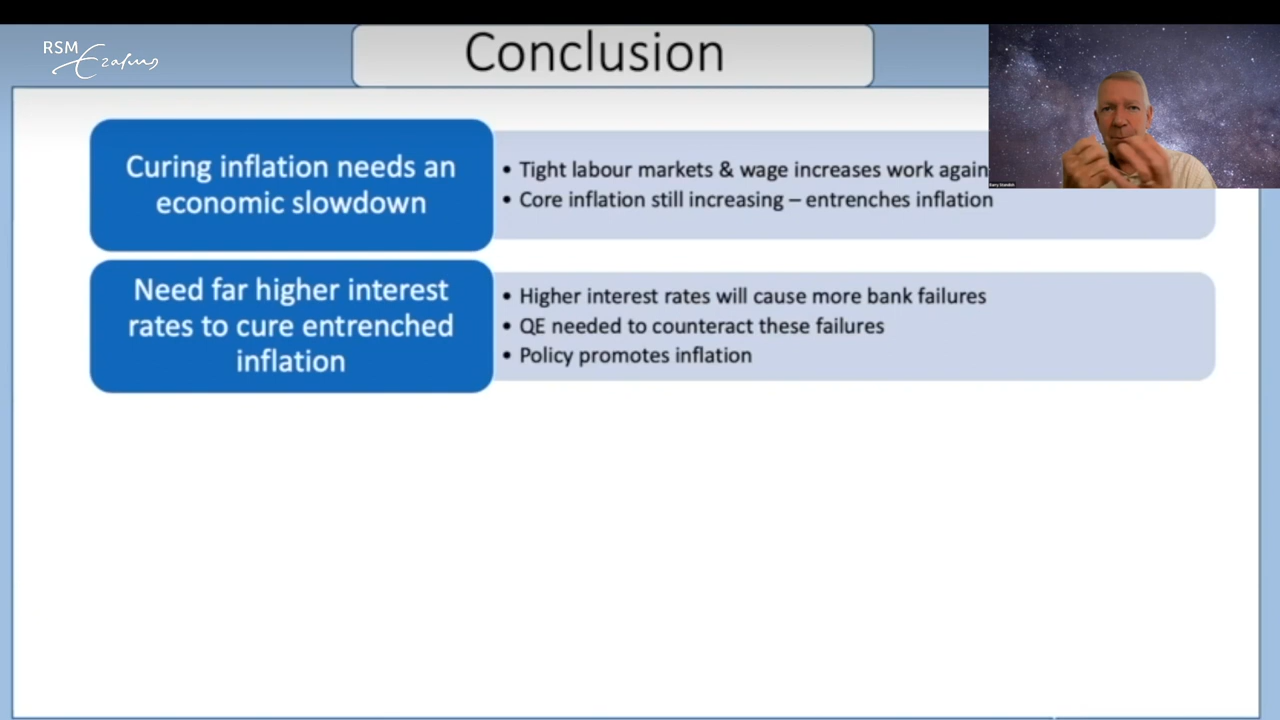 RSM
Erasmus
Conclusion
Curing inflation needs an
economic slowdown
• Tight labour markets & wage increases work again
• Core inflation still increasing – entrenches inflation
Need far higher interest
rates to cure entrenched
inflation
• Higher interest rates will cause more bank failures
• QE needed to counteract these failures
• Policy promotes inflation